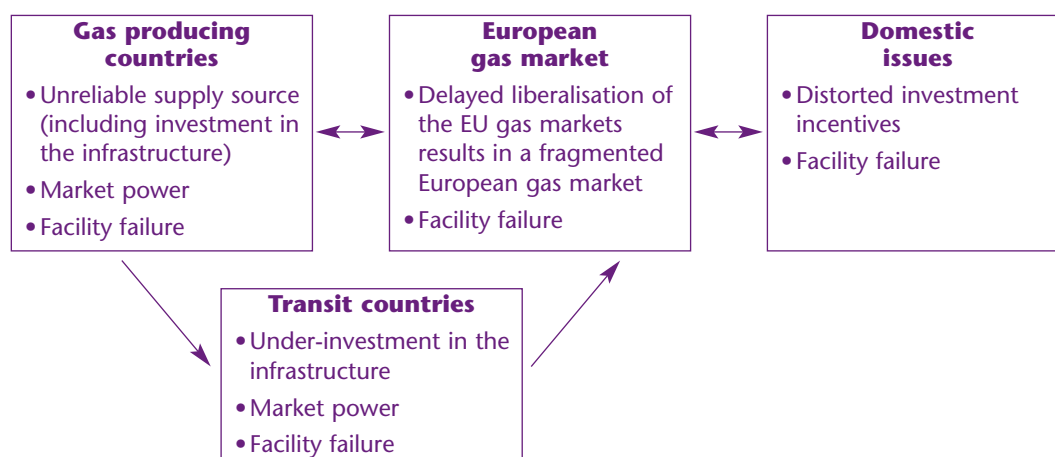 Gas producing
countries
• Unreliable supply source
(including investment in
the infrastructure)
• Market power
• Facility failure
European
gas market
• Delayed liberalisation of
the EU gas markets
results in a fragmented
European gas market
• Facility failure
Domestic
issues
• Distorted investment
incentives
• Facility failure
Transit countries
• Under-investment in the
infrastructure
• Market power
• Facility failure